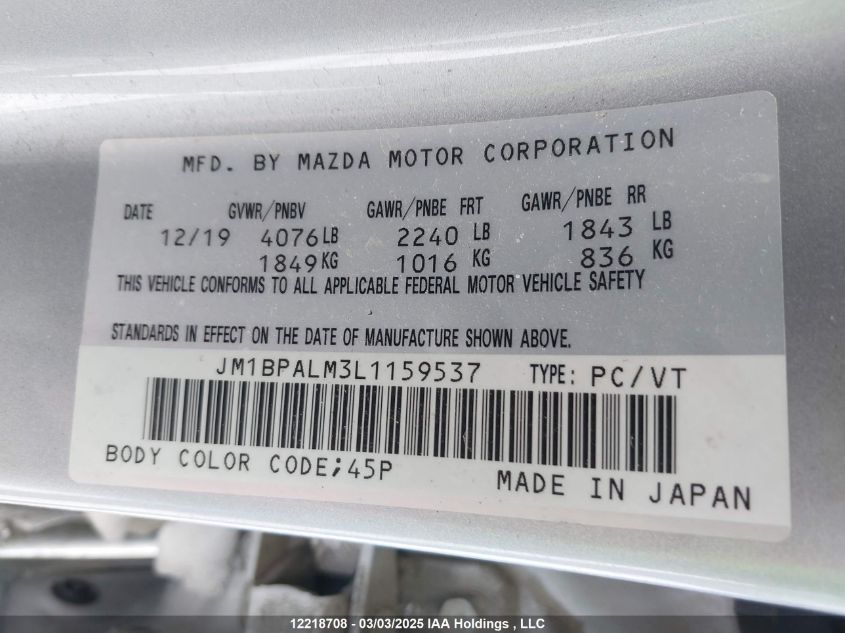 MFD. BY MAZDA MOTOR CORPORATION
DATE GVWR/PNBV GAWR/PNBE FRT GAWR/PNBE RR
12/19 4076LB 2240 LB 1843 LB
1849KG 1016 KG 836 KG
THIS VEHICLE CONFORMS TO ALL APPLICABLE FEDERAL MOTOR VEHICLE SAFETY
STANDARDS IN EFFECT ON THE DATE OF MANUFACTURE SHOWN ABOVE.
JM1BPALM3L1159537 TYPE: PC/VT
BODY COLOR CODE;45P MADE IN JAPAN
12218708 - 03/03/2025 IAA Holdings , LLC